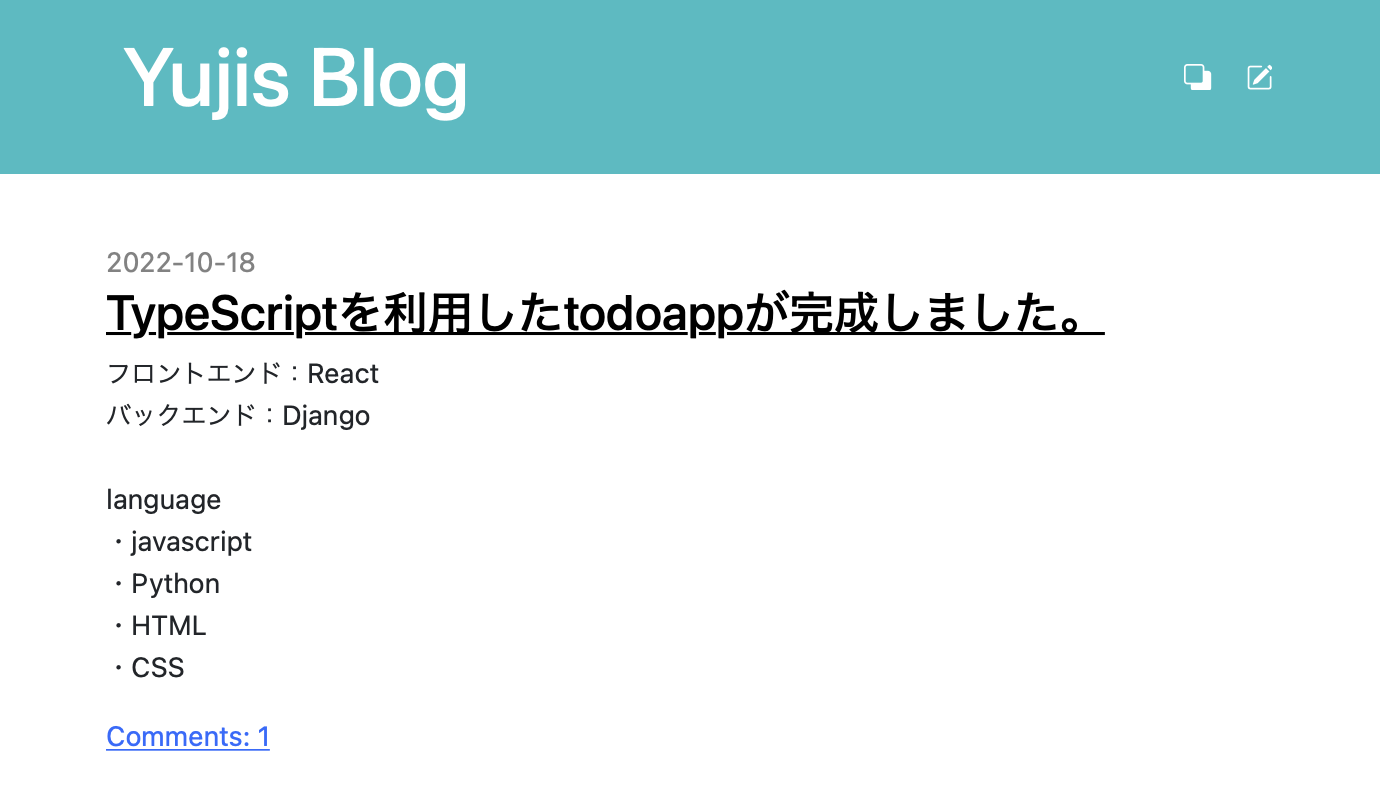 Yujis Blog
2022-10-18
TypeScriptを利用したtodoappが完成しました。
フロントエンド：React
バックエンド：Django
language
・javascript
・Python
・HTML
・CSS
Comments: 1